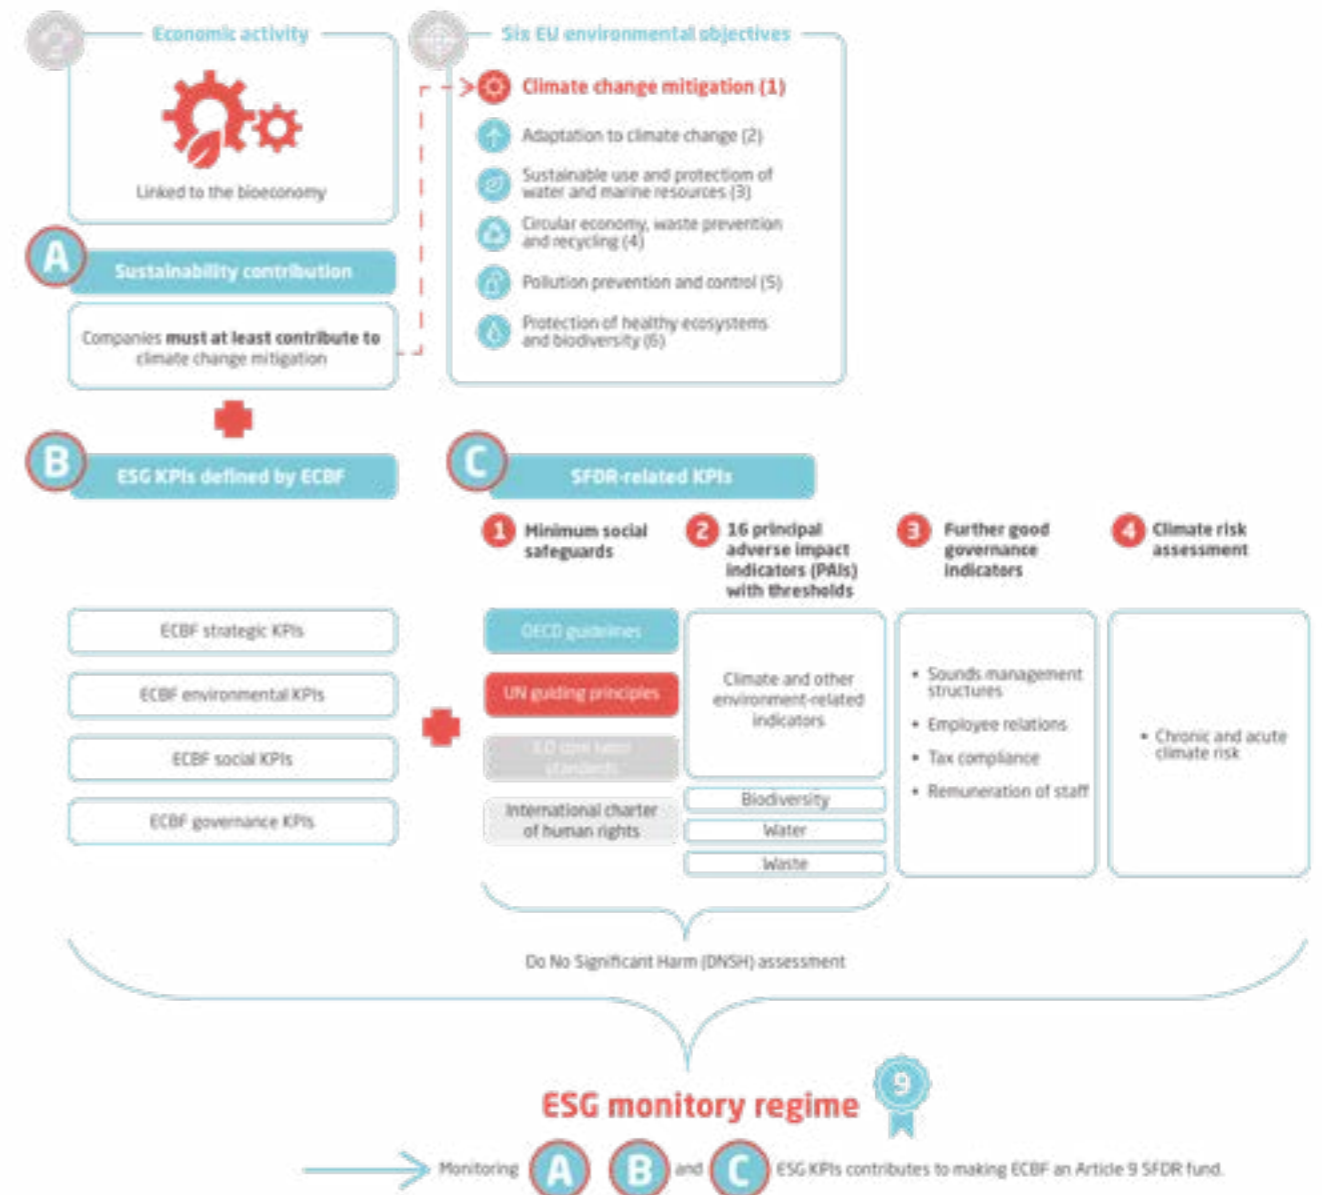 Economic activity
Linked to the bioeconomy
Six EU environmental objectives
Climate change mitigation (1)
Adaptation to climate change (2)
Sustainable use and protection of
water and marine resources (3)
Circular economy, waste prevention
and recycling (4)
Pollution prevention and control (5)
Protection of healthy ecosystems
and biodiversity (6)
A
Sustainability contribution
Companies must at least contribute to
climate change mitigation
B
ESG KPIs defined by ECBF
ECBF strategic KPIs
ECBF environmental KPIs
ECBF social KPIs
ECBF governance KPIs
C
SFDR-related KPIs
1 Minimum social
safeguards
OECD guidelines
UN guiding principles
ILO core labor
standards
International charter
of human rights
2 16 principal
adverse impact
indicators (PAIs)
with thresholds
Climate and other
environment-related
indicators
Biodiversity
Water
Waste
3 Further good
governance
indicators
• Sounds management
structures
• Employee relations
• Tax compliance
• Remuneration of staff
4 Climate risk
assessment
• Chronic and acute
climate risk
Do No Significant Harm (DNSH) assessment
ESG monitory regime
9
Monitoring A B and C ESG KPIs contributes to making ECBF an Article 9 SFDR fund.